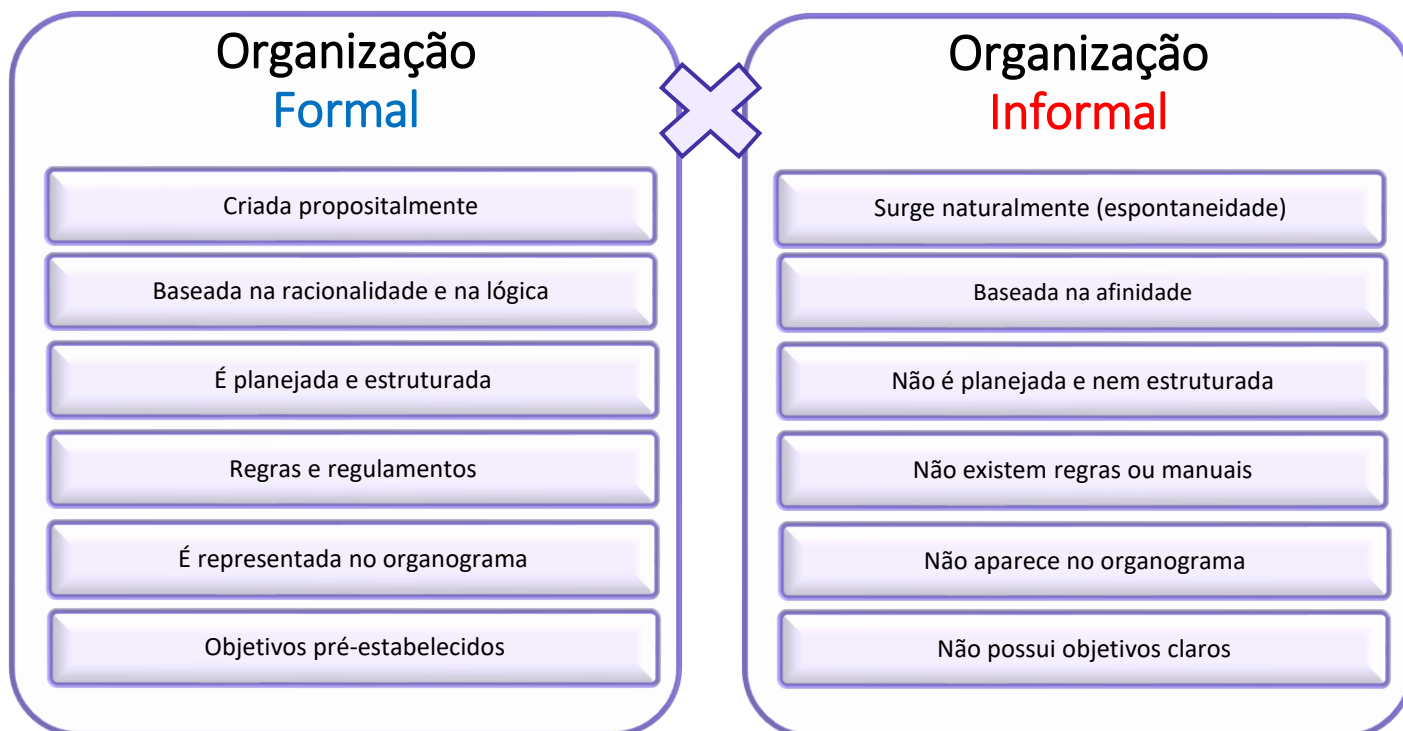 Organização
Formal
Criada propositalmente
Baseada na racionalidade e na lógica
É planejada e estruturada
Regras e regulamentos
É representada no organograma
Objetivos pré-estabelecidos
Organização
Informal
Surge naturalmente (espontaneidade)
Baseada na afinidade
Não é planejada e nem estruturada
Não existem regras ou manuais
Não aparece no organograma
Não possui objetivos claros